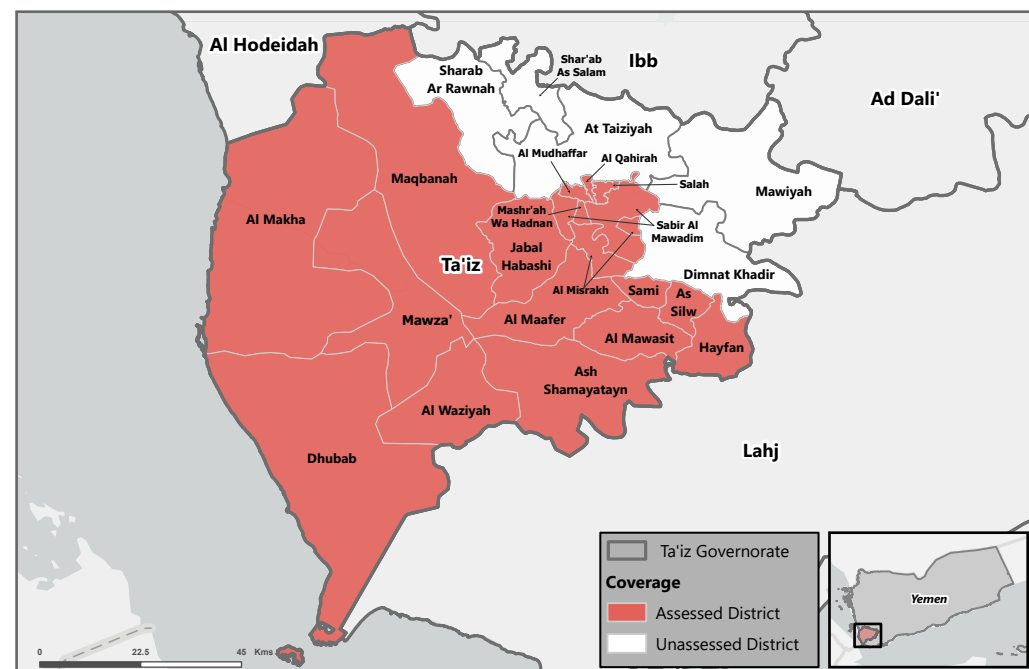 Al Hodeidah
Ibb
Ad Dali'
Shar'ab
As Salam
Sharab
Ar Rawnah
At Taiziyah
Al Mudhaffar
Al Qahirah
Salah
Mawiyah
Maqbanah
Al Makha
Mashr'ah
Wa Hadnan
Sabir Al
Mawadim
Jabal
Habashi
Ta'iz
Dimnat Khadir
Al Misrakh
Sami
As
Silw
Mawza'
Al Maafer
Al Mawasit
Hayfan
Ash
Shamayatayn
Al Waziyah
Dhubab
Lahj
Ta'iz Governorate
Coverage
Assessed District
Unassessed District
Yemen
0 22.5 45 Kms